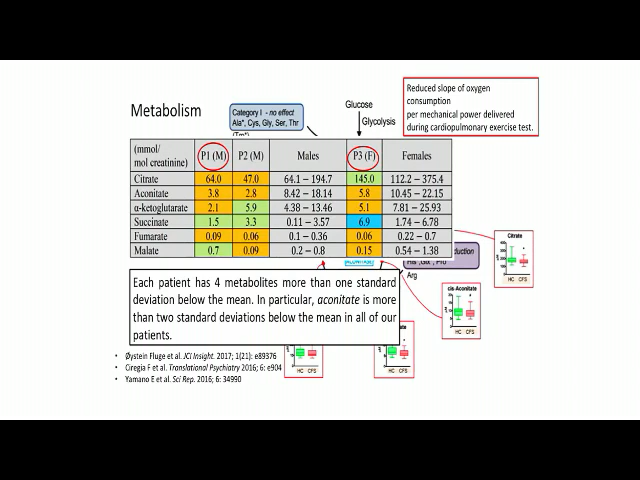 Metabolism
Category I - no effect
Ala*, Cys, Gly, Ser, Thr
(Trp*)
Glucose
Glycolysis
Reduced slope of oxygen
consumption
per mechanical power delivered
during cardiopulmonary exercise test.
(mmol/ mol creatinine) P1 (M) P2 (M) Males P3 (F) Females
Citrate 64.0 47.0 64.1 – 194.7 145.0 112.2 - 375.4
Aconitate 3.8 2.8 8.42 – 18.14 5.8 10.45 - 22.15
α-ketoglutarate 2.1 5.9 4.38 – 13.46 5.1 7.81 - 25.93
Succinate 1.5 3.3 0.11 – 3.57 6.9 1.74 – 6.78
Fumarate 0.09 0.06 0.1 – 0.36 0.06 0.22 – 0.7
Malate 0.7 0.09 0.2 – 0.8 0.15 0.54 – 1.38
Arg
Each patient has 4 metabolites more than one standard
deviation below the mean. In particular, aconitate is more
than two standard deviations below the mean in all of our
patients.
Citrate
HC CFS
cis Aconitate
HC CFS
HC CFS
HC CFS
• Øystein Fluge et al. JCI Insight. 2017; 1(21): e89376
• Ciregia F et al. Translational Psychiatry 2016; 6: e904
• Yamano E et al. Sci Rep. 2016; 6: 34990